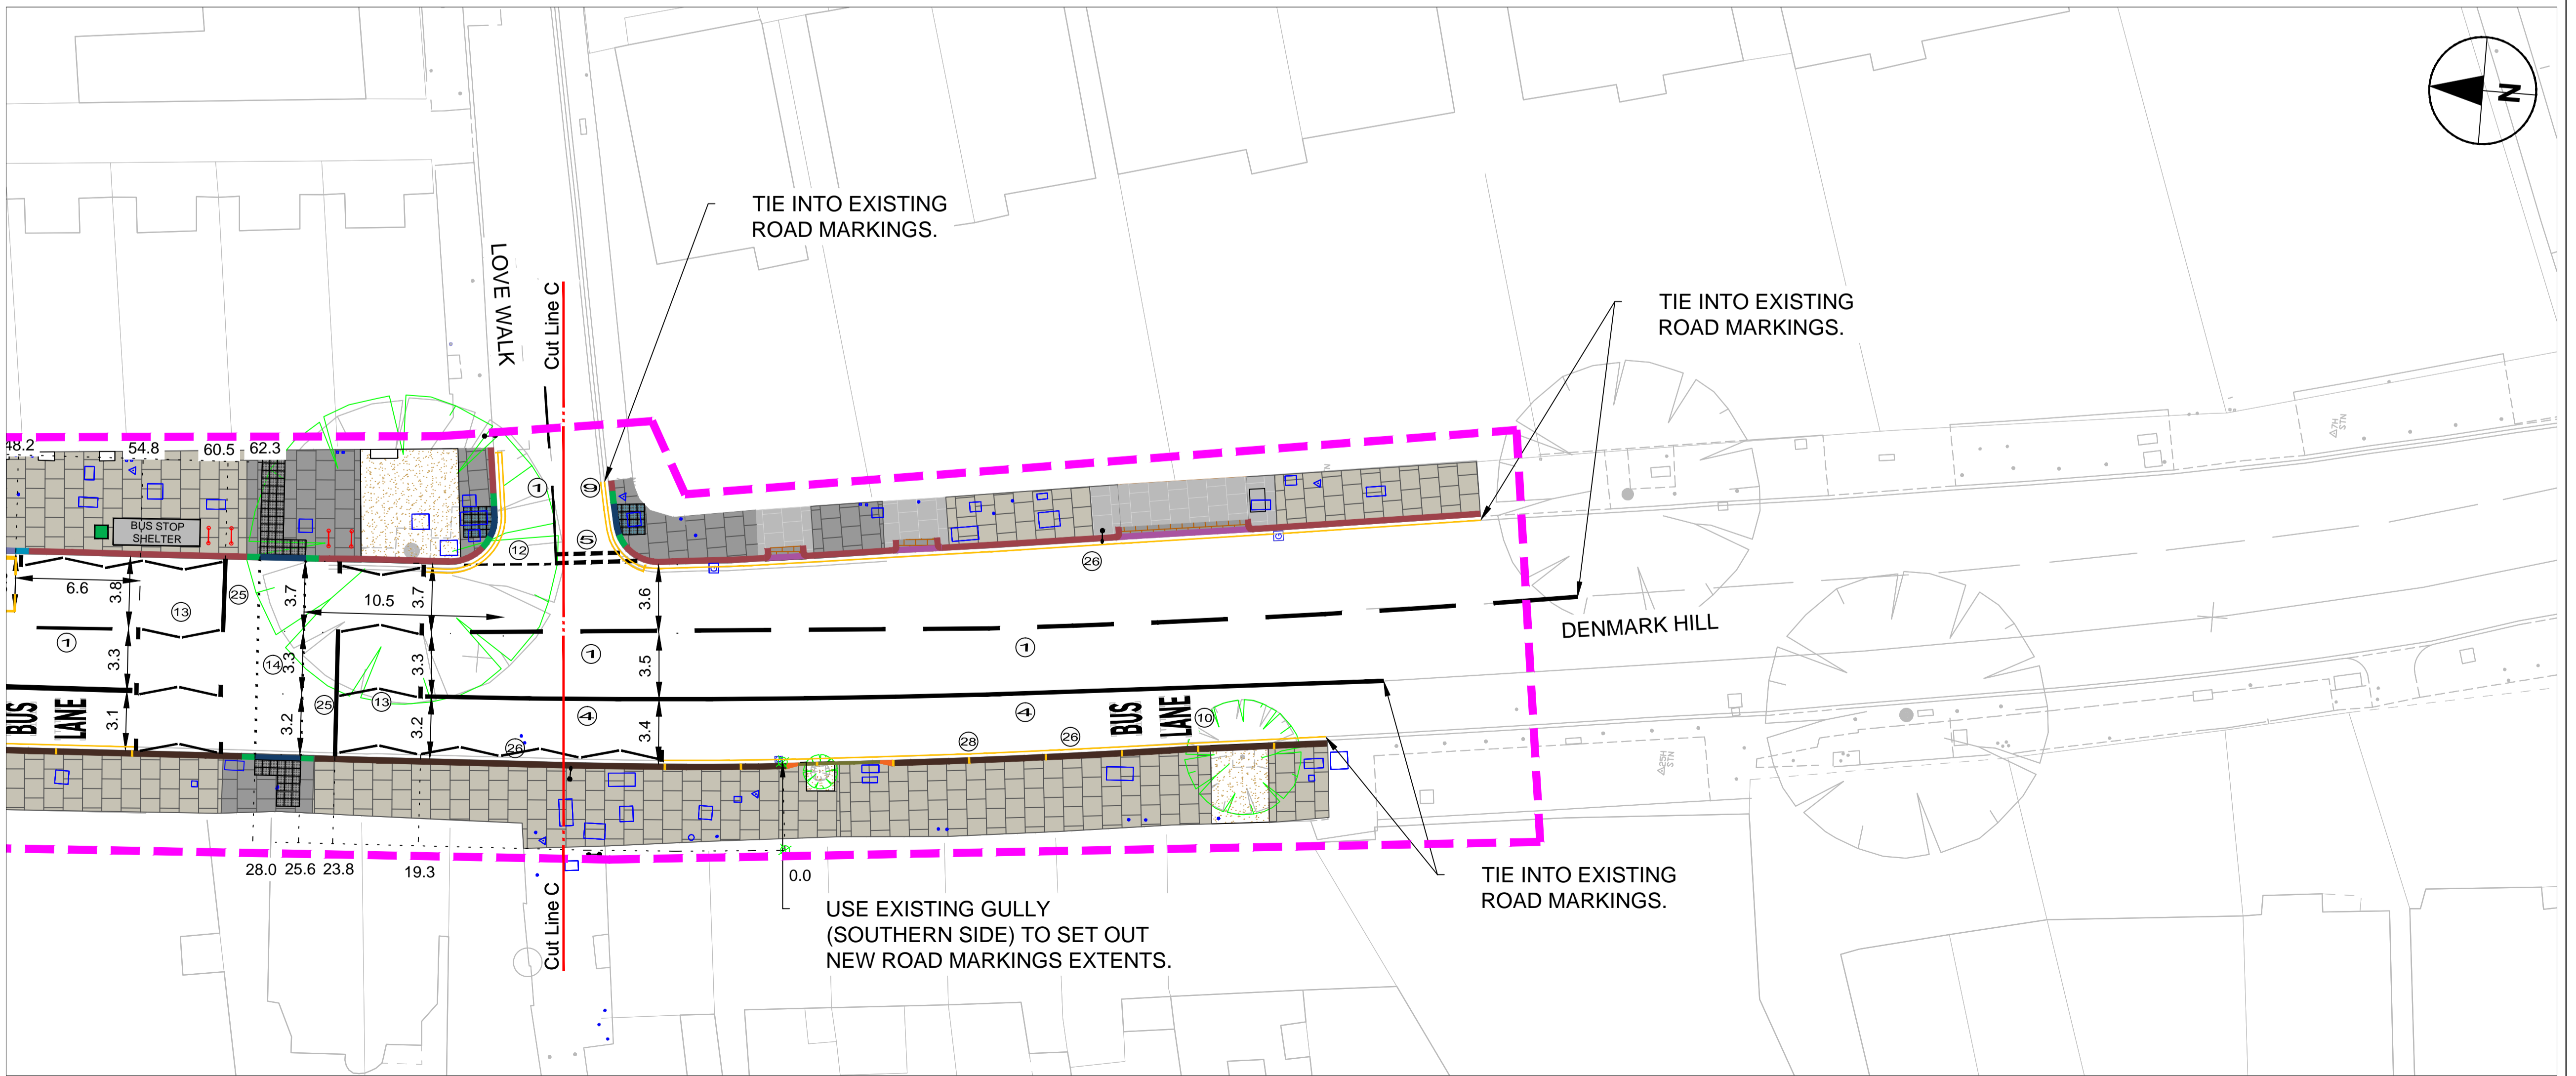 N
TIE INTO EXISTING
ROAD MARKINGS.
LOVE WALK
Cut Line C
TIE INTO EXISTING
ROAD MARKINGS.
48.2
54.8
60.5
62.3
BUS STOP
SHELTER
1
9
5
12
26
G
G
6.6
3.8
13
25
3.7
10.5
3.7
3.6
DENMARK HILL
1
3.3
14
3.3
3.3
1
3.5
1
BUS
LANE
3.1
3.2
25
13
3.2
4
3.4
4
BUS
LANE
10
26
28
26
28.0
25.6
23.8
19.3
0.0
Cut Line C
USE EXISTING GULLY
(SOUTHERN SIDE) TO SET OUT
NEW ROAD MARKINGS EXTENTS.
TIE INTO EXISTING
ROAD MARKINGS.
7H
STN
25H
STN